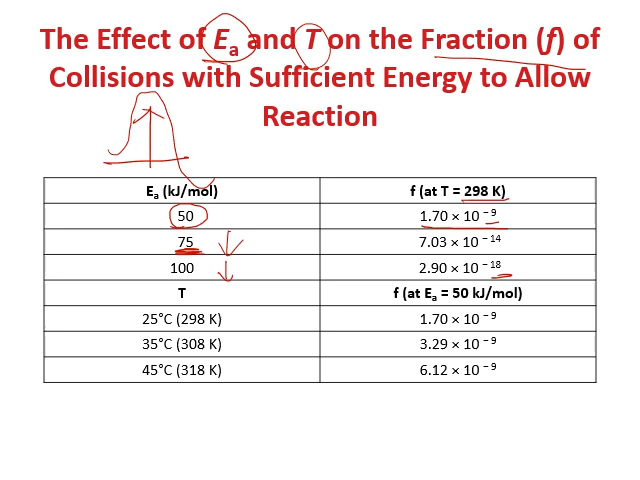 The Effect of Eₐ and T on the Fraction (f) of
Collisions with Sufficient Energy to Allow
Reaction
Eₐ (kJ/mol) f (at T = 298 K)
50 1.70 × 10⁻⁹
75 7.03 × 10⁻¹⁴
100 2.90 × 10⁻¹⁸
T f (at Eₐ = 50 kJ/mol)
25°C (298 K) 1.70 × 10⁻⁹
35°C (308 K) 3.29 × 10⁻⁹
45°C (318 K) 6.12 × 10⁻⁹